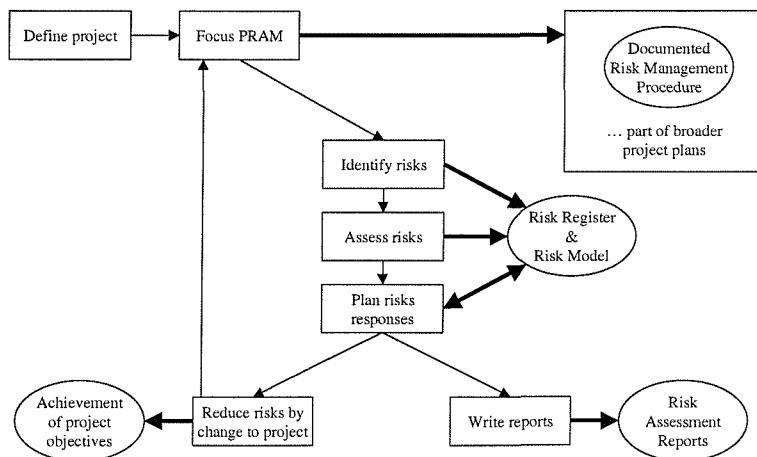 Define project
Focus PRAM
Documented
Risk Management
Procedure
... part of broader
project plans
Identify risks
Risk Register
&
Risk Model
Assess risks
Plan risks
responses
Achievement
of project
objectives
Reduce risks by
change to project
Write reports
Risk
Assessment
Reports